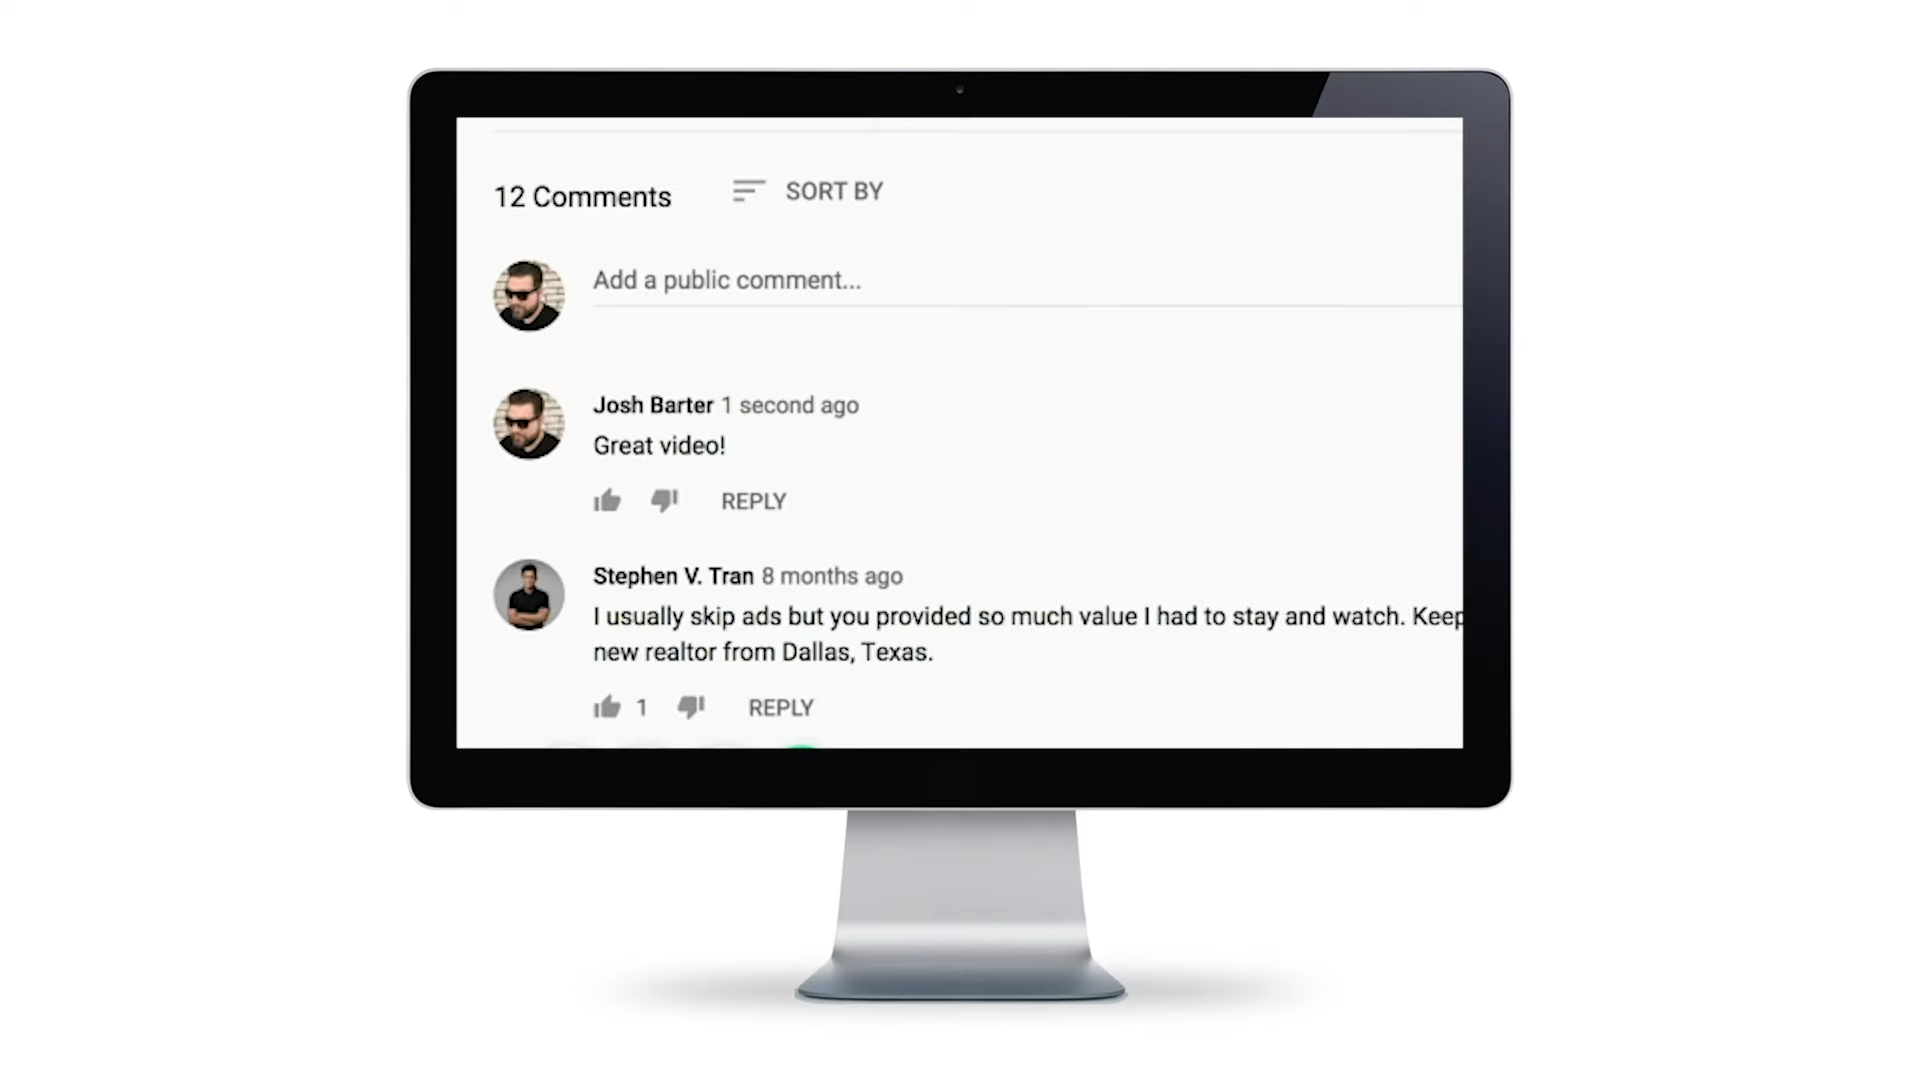 12 Comments SORT BY
Add a public comment...
Josh Barter 1 second ago
Great video!
REPLY
Stephen V. Tran 8 months ago
I usually skip ads but you provided so much value I had to stay and watch. Keep
new realtor from Dallas, Texas.
1 REPLY